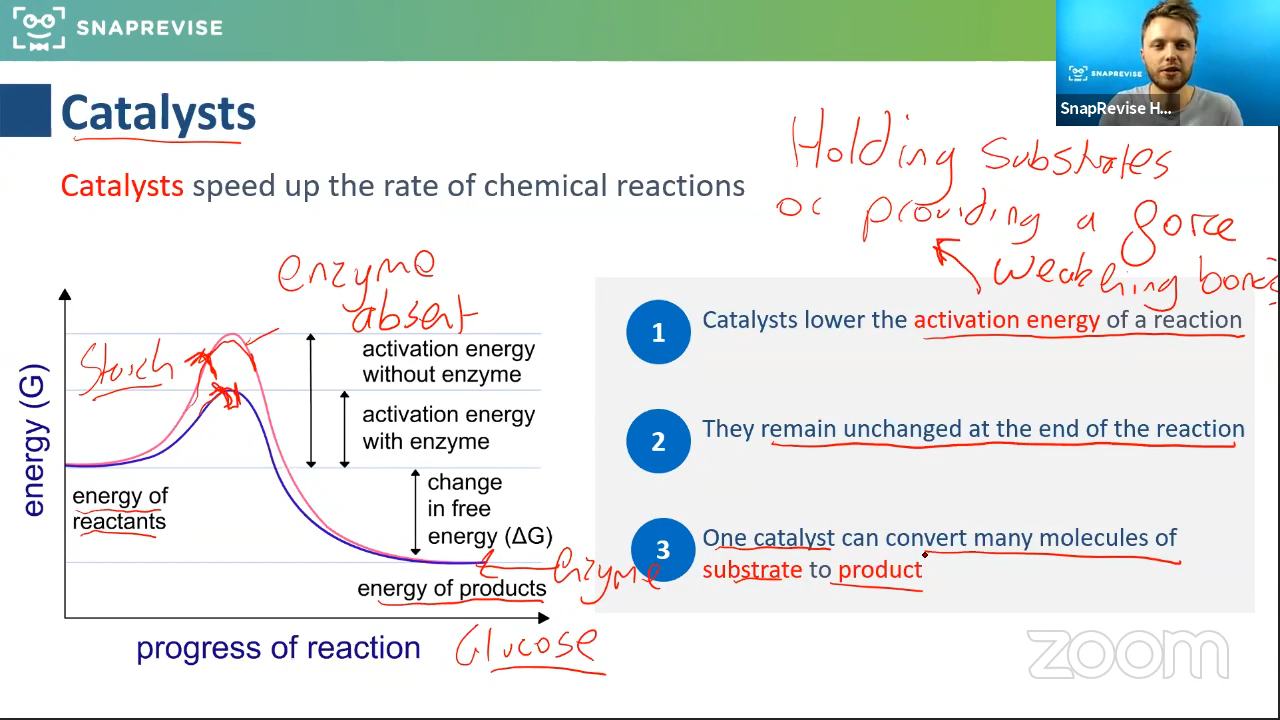 SNAPREVISE
SNAPREVISE
SnapRevise H...
Catalysts
Catalysts speed up the rate of chemical reactions
Holding substrates
or providing a force
weakening bonds
enzyme
absent
Starch
energy (G)
activation energy
without enzyme
activation energy
with enzyme
energy of
reactants
change
in free
energy (ΔG)
enzyme
energy of products
progress of reaction
Glucose
1
Catalysts lower the activation energy of a reaction
2
They remain unchanged at the end of the reaction
3
One catalyst can convert many molecules of
substrate to product
zoom